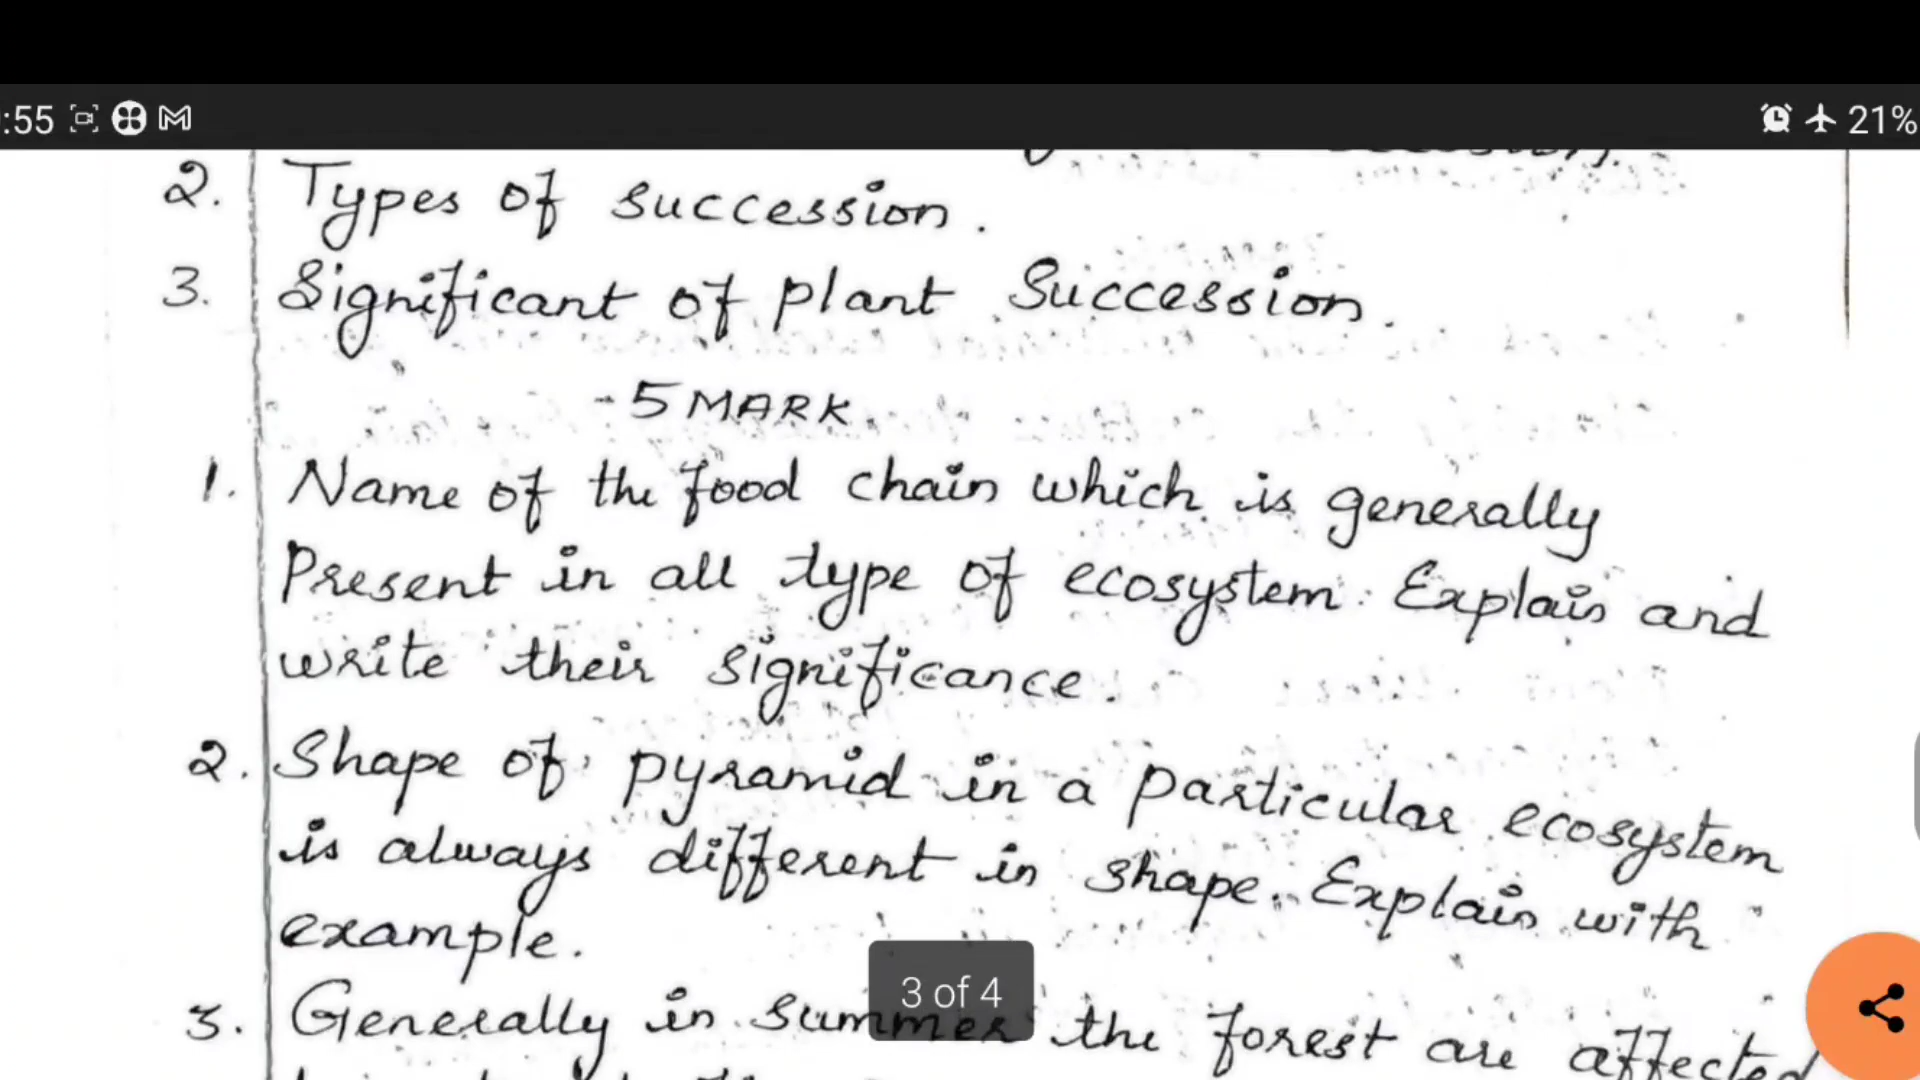 :55
21%
2. Types of succession.
3. Significant of plant Succession.
- 5 MARK.
1. Name of the food chain which is generally
Present in all type of ecosystem. Explain and
write their significance.
2. Shape of pyramid in a particular ecosystem
is always different in shape. Explain with
example.
3 of 4
3. Generally in summer the forest are affected